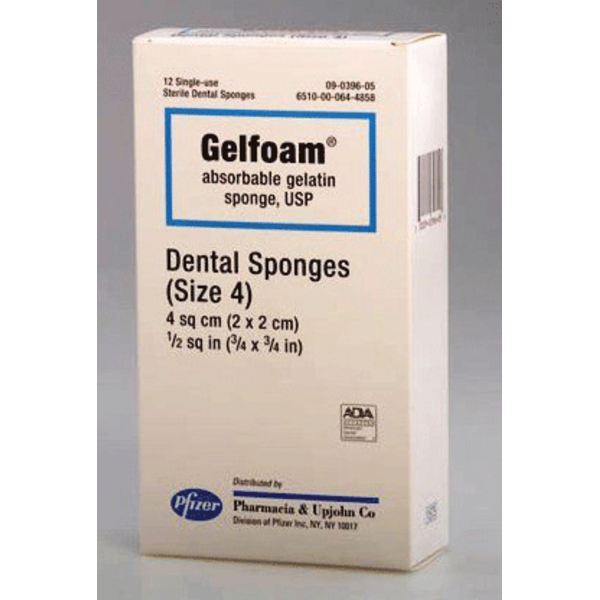 12 Single-use
Sterile Dental Sponges
09-0396-05
6510-00-064-4858
Gelfoam®
absorbable gelatin
sponge, USP
Dental Sponges
(Size 4)
4 sq cm (2 x 2 cm)
1/2 sq in (3/4 x 3/4 in)
ADA
Distributed by
Pfizer
Pharmacia & Upjohn Co
Division of Pfizer Inc, NY, NY 10017